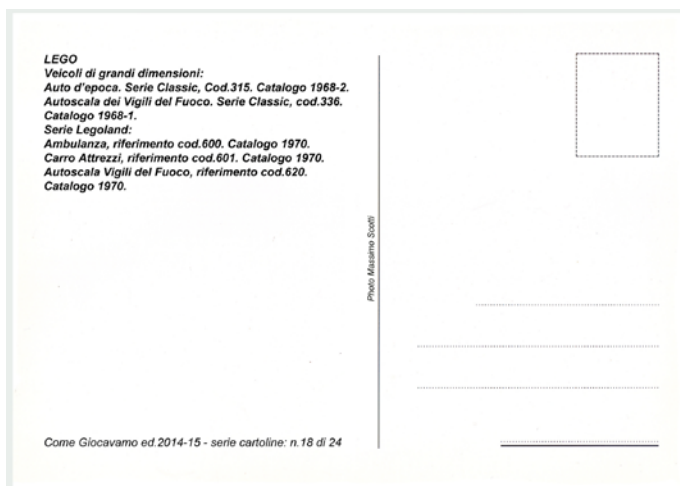 LEGO
Veicoli di grandi dimensioni:
Auto d'epoca. Serie Classic, Cod.315. Catalogo 1968-2.
Autoscala dei Vigili del Fuoco. Serie Classic, cod.336.
Catalogo 1968-1.
Serie Legoland:
Ambulanza, riferimento cod.600. Catalogo 1970.
Carro Attrezzi, riferimento cod.601. Catalogo 1970.
Autoscala Vigili del Fuoco, riferimento cod.620.
Catalogo 1970.
Photo Massimo Scotti
Come Giocavamo ed.2014-15 - serie cartoline: n.18 di 24